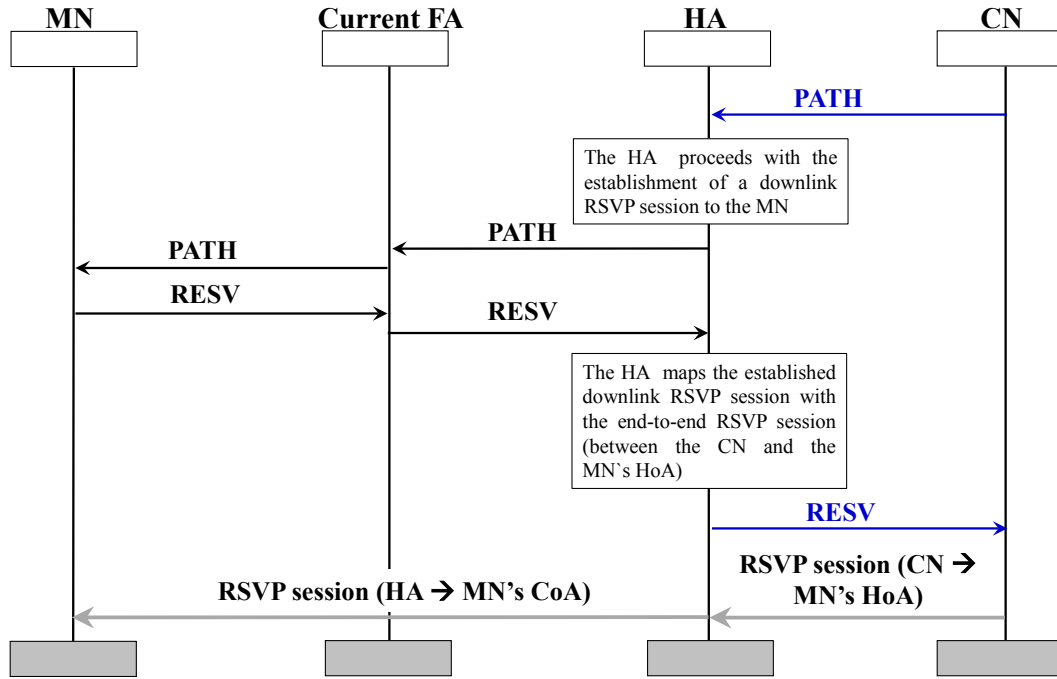 MN
Current FA
HA
CN
PATH
The HA proceeds with the
establishment of a downlink
RSVP session to the MN
PATH
PATH
RESV
RESV
The HA maps the established
downlink RSVP session with
the end-to-end RSVP session
(between the CN and the
MN`s HoA)
RESV
RSVP session (CN →
MN's HoA)
RSVP session (HA → MN's CoA)